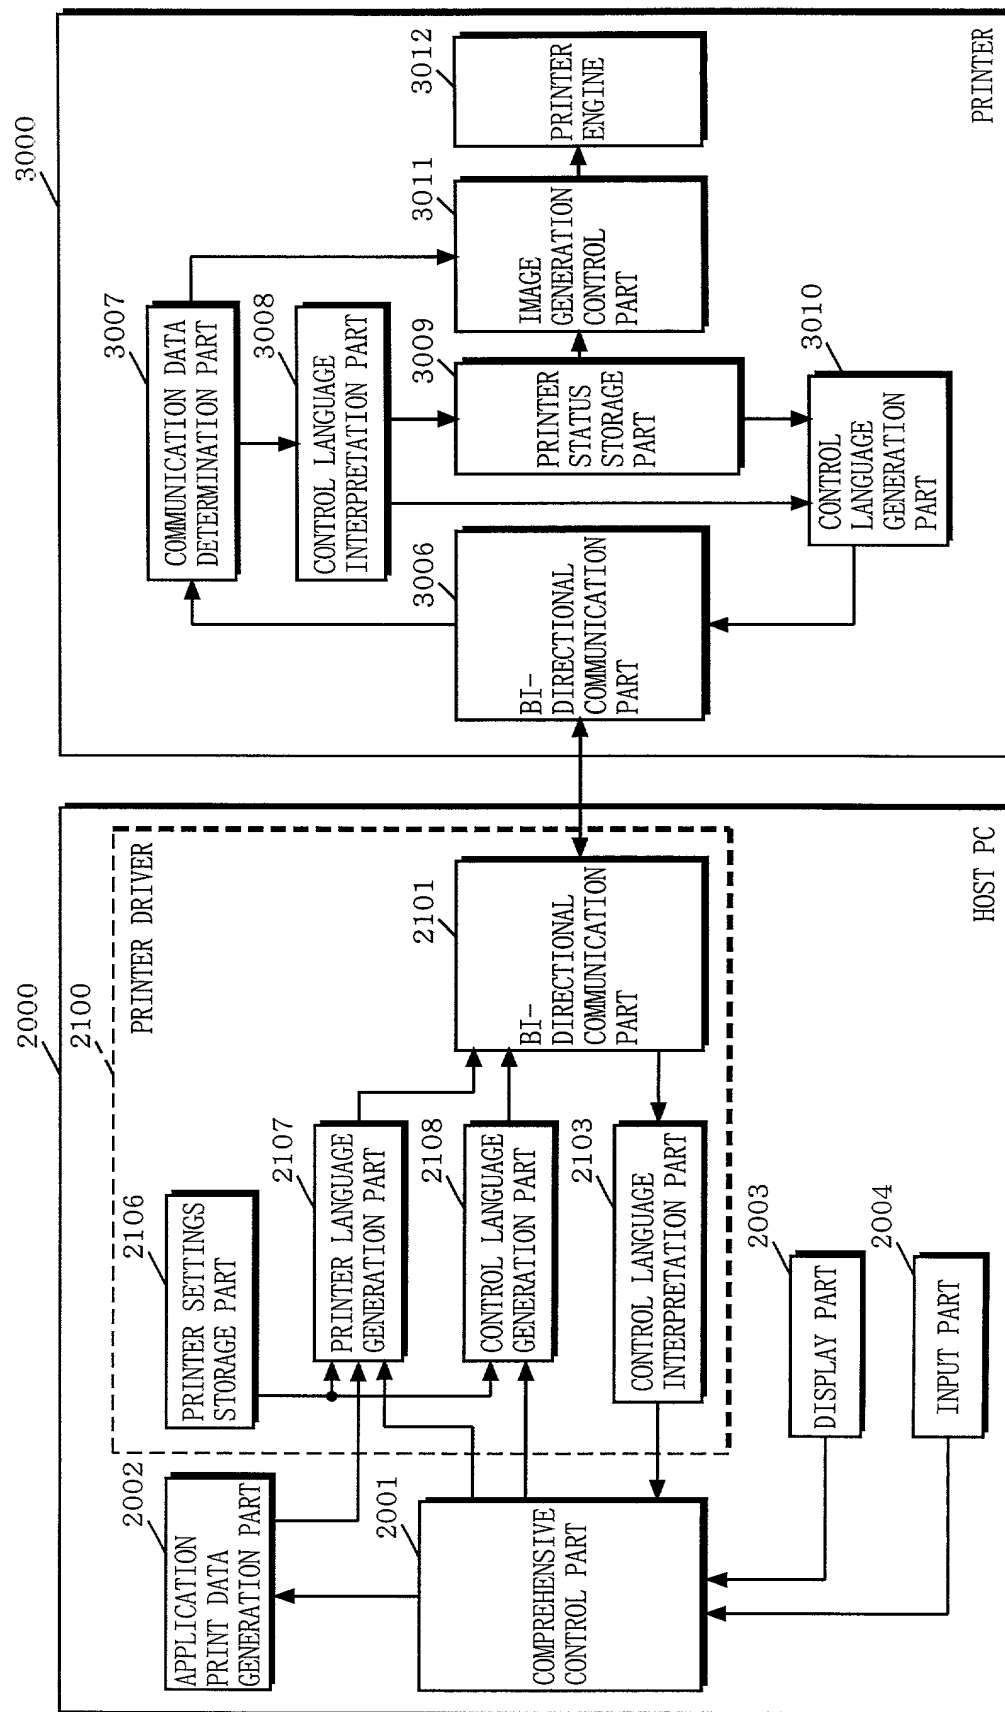 2000
2100
PRINTER DRIVER
2002
APPLICATION
PRINT DATA
GENERATION PART
2106
PRINTER SETTINGS
STORAGE PART
2107
PRINTER LANGUAGE
GENERATION PART
2001
COMPREHENSIVE
CONTROL PART
2108
CONTROL LANGUAGE
GENERATION PART
2101
BI-
DIRECTIONAL
COMMUNICATION
PART
2103
CONTROL LANGUAGE
INTERPRETATION PART
2003
DISPLAY PART
2004
INPUT PART
HOST PC
3000
3007
COMMUNICATION DATA
DETERMINATION PART
3008
CONTROL LANGUAGE
INTERPRETATION PART
3006
BI-
DIRECTIONAL
COMMUNICATION
PART
3009
PRINTER
STATUS
STORAGE
PART
3011
IMAGE
GENERATION
CONTROL
PART
3012
PRINTER
ENGINE
3010
CONTROL
LANGUAGE
GENERATION
PART
PRINTER